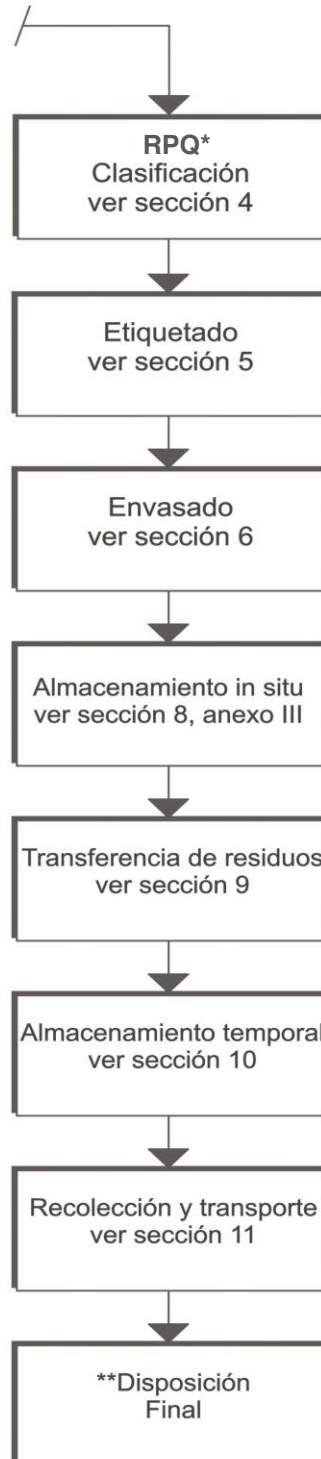 RPQ*
Clasificación
ver sección 4
Etiquetado
ver sección 5
Envasado
ver sección 6
Almacenamiento in situ
ver sección 8, anexo III
Transferencia de residuos
ver sección 9
Almacenamiento temporal
ver sección 10
Recolección y transporte
ver sección 11
**Disposición
Final